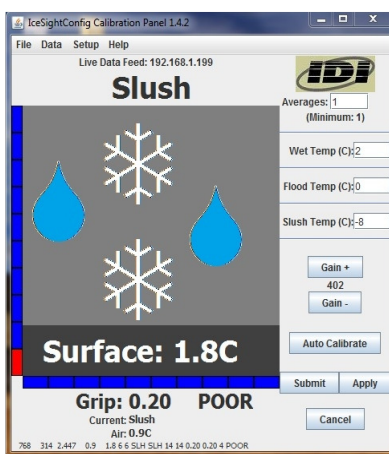 IceSightConfig Calibration Panel 1.4.2
File Data Setup Help
Live Data Feed: 192.168.1.199
Slush
IDI
Averages: 1
(Minimum: 1)
Wet Temp (C): 2
Flood Temp (C): 0
Slush Temp (C): -8
Gain +
402
Gain -
Auto Calibrate
Surface: 1.8C
Submit Apply
Grip: 0.20 POOR
Current: Slush
Air: 0.9C
Cancel
768 314 2.447 0.9 1.8 6 6 SLH SLH 14 14 0.20 0.20 4 POOR